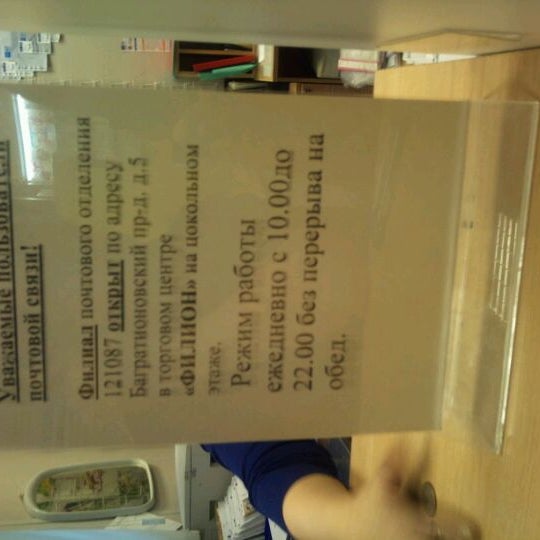 Уважаемые пользователи
почтовой связи!
Филиал почтового отделения
121087 открыт по адресу
Багратионовский пр-д, д.5
в торговом центре
«ФИЛИОН» на цокольном
этаже.
Режим работы
ежедневно с 10.00до
22.00 без перерыва на
обед.